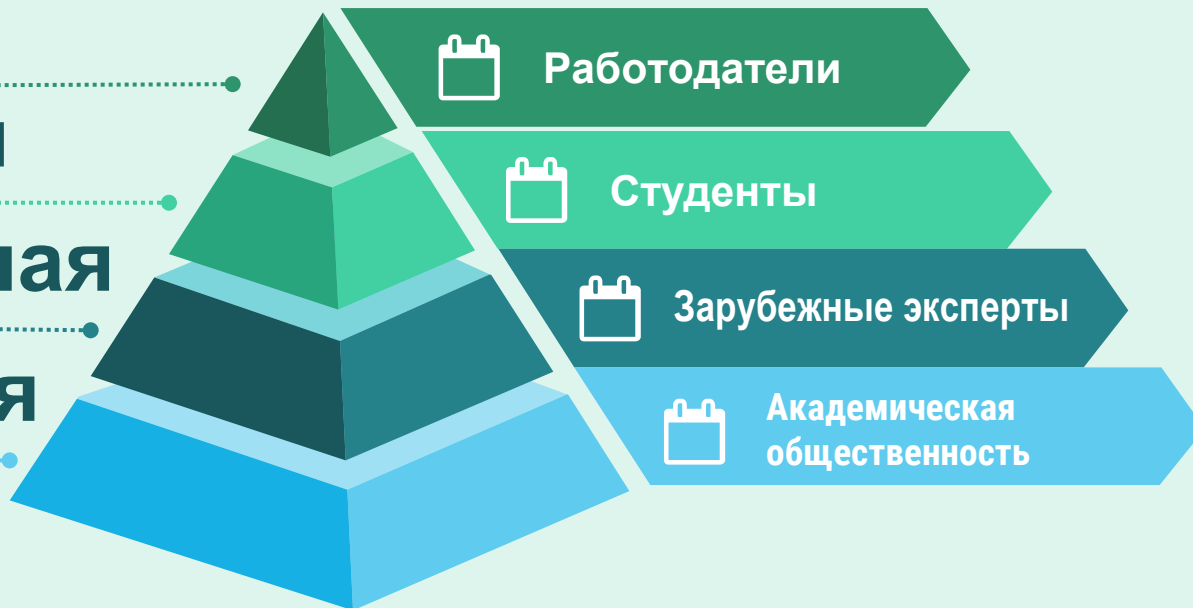 Работодатели
Студенты
Зарубежные эксперты
Академическая
общественность